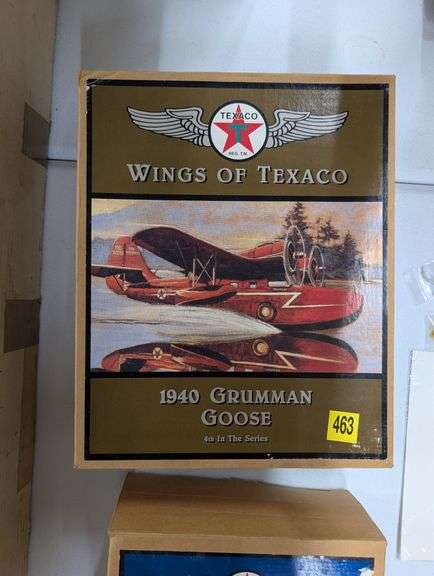 TEXACO
T
REG. T.M.
WINGS OF TEXACO
1940 GRUMMAN
GOOSE
4th In The Series
463